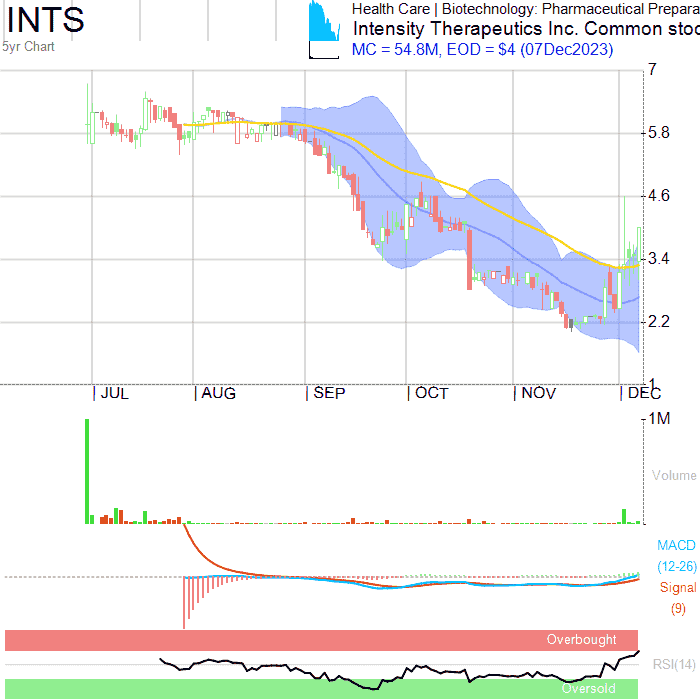 INTS
5yr Chart
Health Care | Biotechnology: Pharmaceutical Prepara
Intensity Therapeutics Inc. Common stoc
MC = 54.8M, EOD = $4 (07Dec2023)
7
5.8
4.6
3.4
2.2
1
JUL AUG SEP OCT NOV DEC
1M
Volume
MACD
(12-26)
Signal
(9)
Overbought
RSI(14)
Oversold